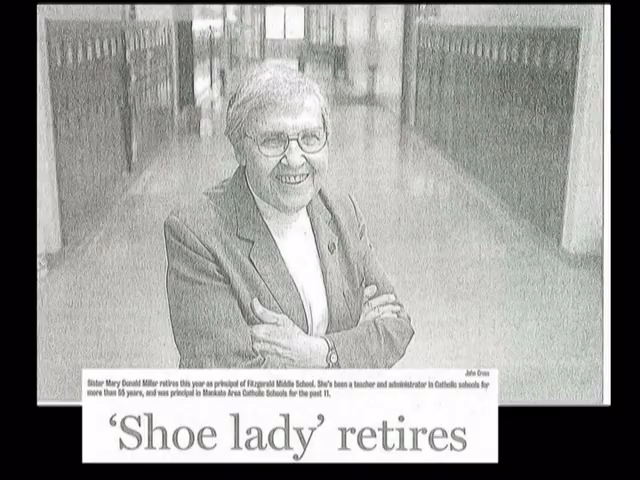 John Cross
Sister Mary Donald Miller retires this year as principal of Fitzgerald Middle School. She's been a teacher and administrator in Catholic schools for
more than 55 years, and was principal in Mankato Area Catholic Schools for the past 11.
'Shoe lady' retires